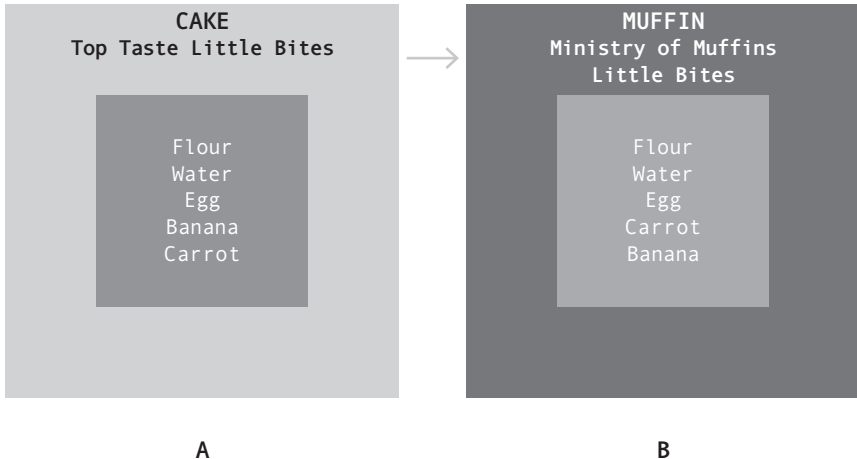 CAKE
Top Taste Little Bites
Flour
Water
Egg
Banana
Carrot
A
MUFFIN
Ministry of Muffins
Little Bites
Flour
Water
Egg
Carrot
Banana
B